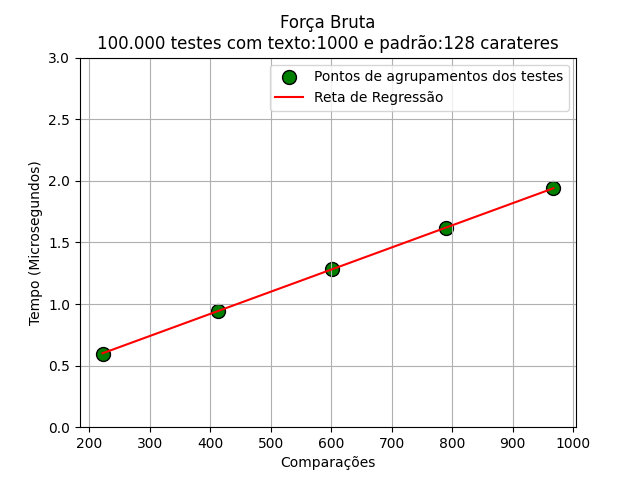 Força Bruta
100.000 testes com texto:1000 e padrão:128 carateres
Pontos de agrupamentos dos testes
Reta de Regressão
3.0
2.5
2.0
1.5
1.0
0.5
0.0
Tempo (Microsegundos)
200 300 400 500 600 700 800 900 1000
Comparações